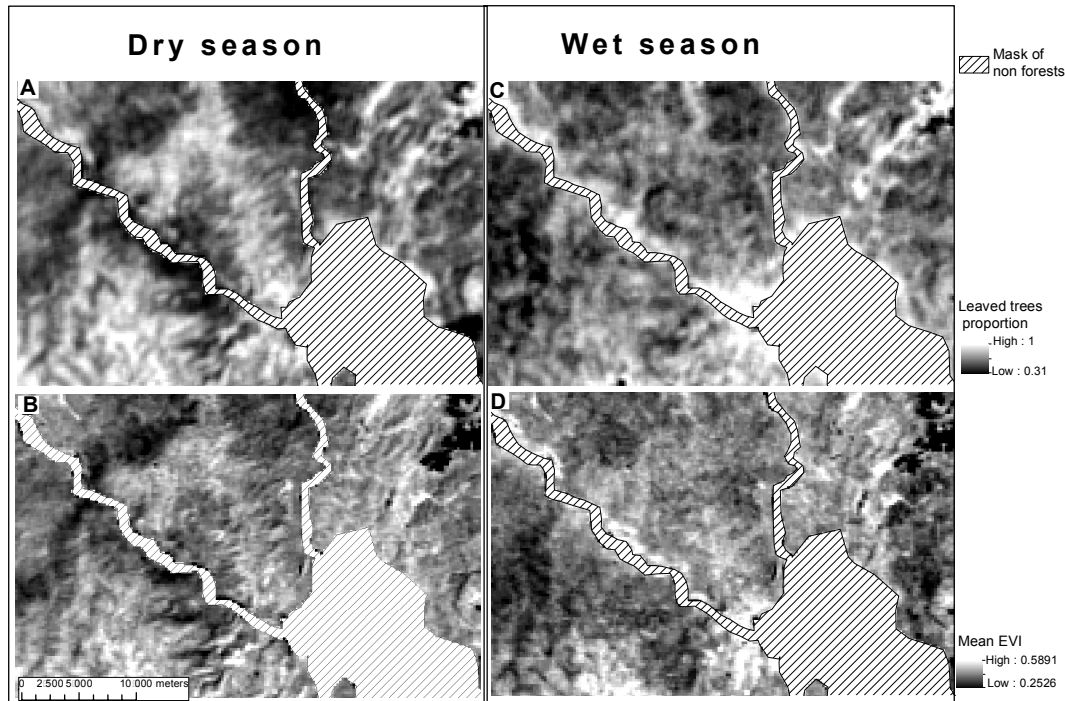 Dry season
Wet season
A
C
Mask of
non forests
Leaved trees
proportion
High : 1
Low : 0.31
B
D
Mean EVI
High : 0.5891
Low : 0.2526
0 2 500 5 000 10 000 meters